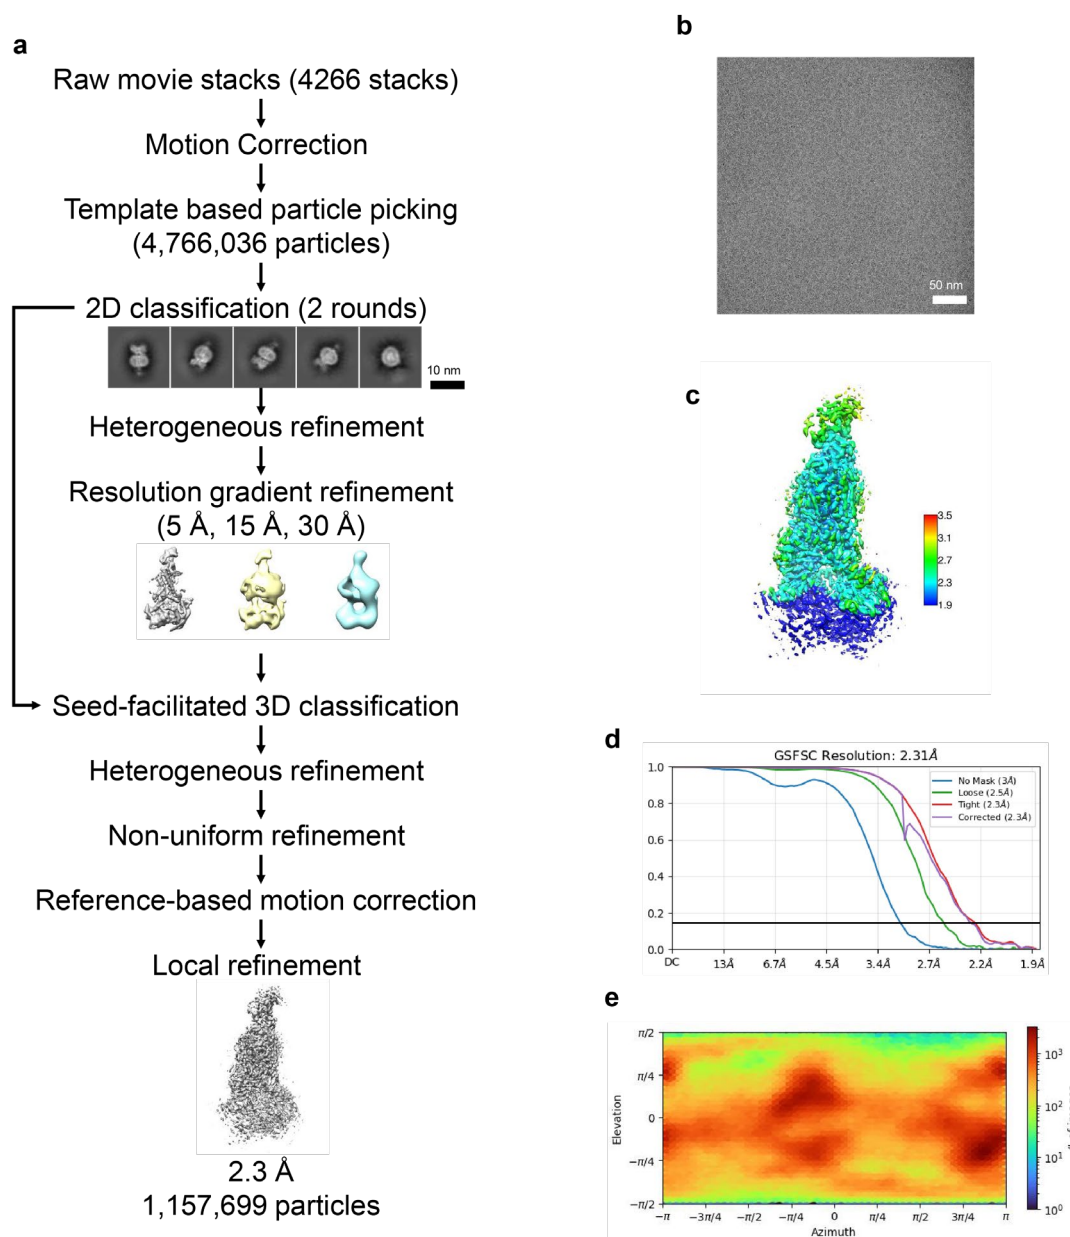 a
Raw movie stacks (4266 stacks)
Motion Correction
Template based particle picking
(4,766,036 particles)
2D classification (2 rounds)
10 nm
Heterogeneous refinement
Resolution gradient refinement
(5 Å, 15 Å, 30 Å)
Seed-facilitated 3D classification
Heterogeneous refinement
Non-uniform refinement
Reference-based motion correction
Local refinement
2.3 Å
1,157,699 particles
b
50 nm
c
3.5
3.1
2.7
2.3
1.9
d
GSFSC Resolution: 2.31Å
1.0
0.8
0.6
0.4
0.2
0.0
No Mask (3Å)
Loose (2.5Å)
Tight (2.3Å)
Corrected (2.3Å)
DC 13Å 6.7Å 4.5Å 3.4Å 2.7Å 2.2Å 1.9Å
e
Elevation
π/2
π/4
0
−π/4
−π/2
−π −3π/4 −π/2 −π/4 0 π/4 π/2 3π/4 π
Azimuth
10³
10²
10¹
10⁰